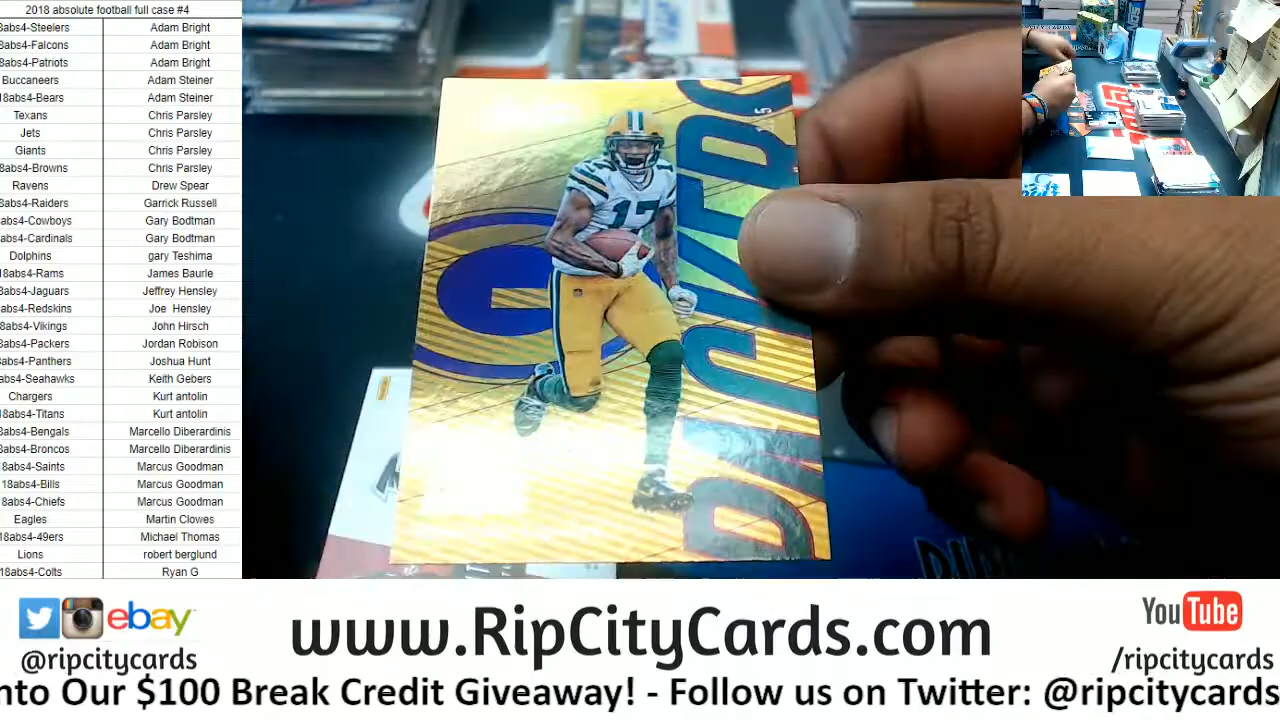 2018 absolute football full case #4
8abs4-Steelers Adam Bright
8abs4-Falcons Adam Bright
8abs4-Patriots Adam Bright
Buccaneers Adam Steiner
18abs4-Bears Adam Steiner
Texans Chris Parsley
Jets Chris Parsley
Giants Chris Parsley
8abs4-Browns Chris Parsley
Ravens Drew Spear
8abs4-Raiders Garrick Russell
abs4-Cowboys Gary Bodtman
abs4-Cardinals Gary Bodtman
Dolphins gary Teshima
18abs4-Rams James Baurle
8abs4-Jaguars Jeffrey Hensley
abs4-Redskins Joe Hensley
8abs4-Vikings John Hirsch
8abs4-Packers Jordan Robison
abs4-Panthers Joshua Hunt
abs4-Seahawks Keith Gebers
Chargers Kurt antolin
18abs4-Titans Kurt antolin
8abs4-Bengals Marcello Diberardinis
8abs4-Broncos Marcello Diberardinis
8abs4-Saints Marcus Goodman
18abs4-Bills Marcus Goodman
8abs4-Chiefs Marcus Goodman
Eagles Martin Clowes
18abs4-49ers Michael Thomas
Lions robert berglund
18abs4-Colts Ryan G
PACKERS
17
G
ebay
@ripcitycards
www.RipCityCards.com
YouTube
/ripcitycards
nto Our $100 Break Credit Giveaway! - Follow us on Twitter: @ripcitycards